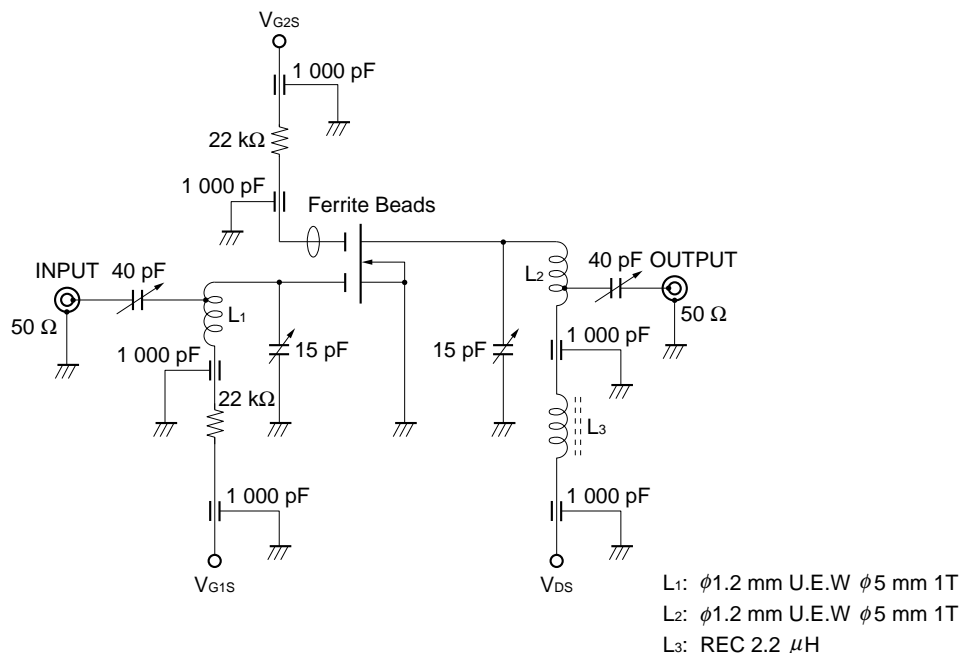 VG2S
1 000 pF
22 kΩ
1 000 pF
Ferrite Beads
INPUT
40 pF
50 Ω
L1
15 pF
1 000 pF
22 kΩ
1 000 pF
VG1S
L2
40 pF
OUTPUT
50 Ω
15 pF
1 000 pF
L3
1 000 pF
VDS
L1: ϕ1.2 mm U.E.W ϕ5 mm 1T
L2: ϕ1.2 mm U.E.W ϕ5 mm 1T
L3: REC 2.2 μH